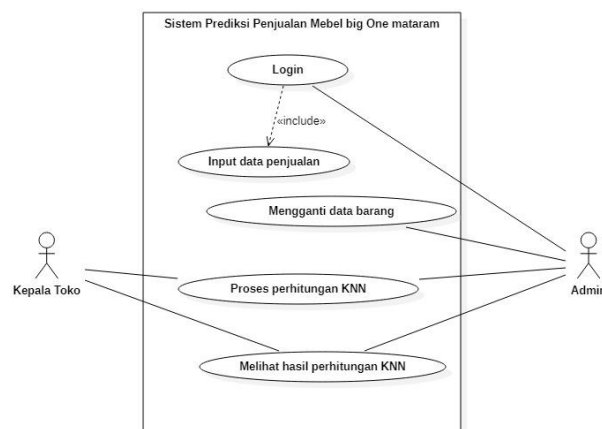 Sistem Prediksi Penjualan Mebel big One mataram
Login
«include»
Input data penjualan
Mengganti data barang
Kepala Toko
Proses perhitungan KNN
Admin
Melihat hasil perhitungan KNN